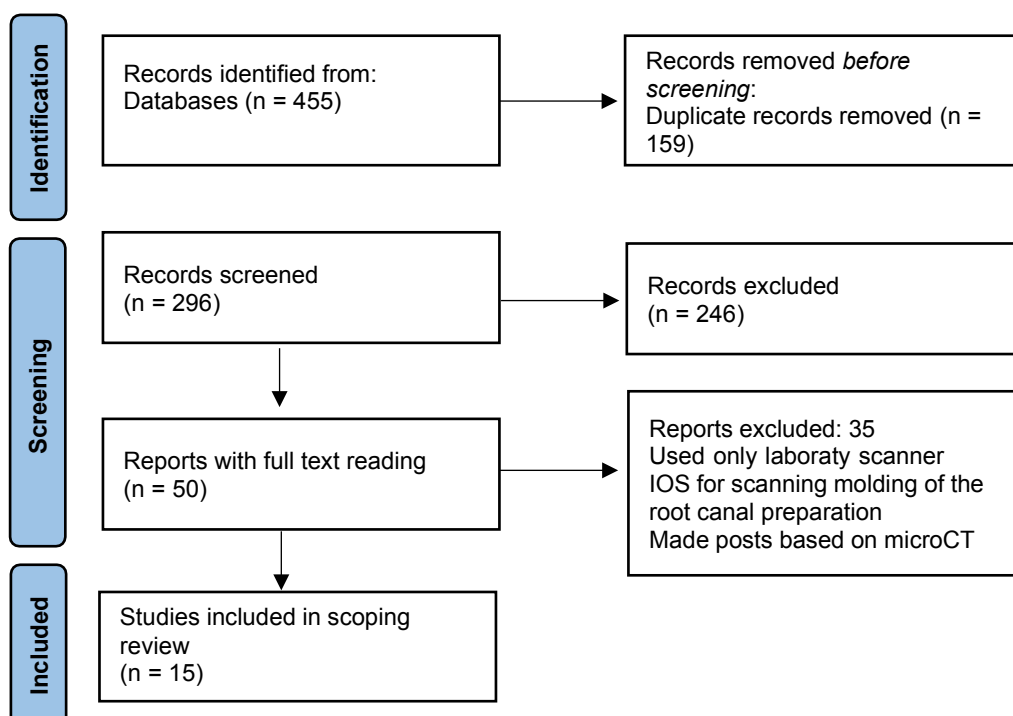 Identification
Records identified from:
Databases (n = 455)
Records removed before
screening:
Duplicate records removed (n =
159)
Screening
Records screened
(n = 296)
Records excluded
(n = 246)
Reports with full text reading
(n = 50)
Reports excluded: 35
Used only laboraty scanner
IOS for scanning molding of the
root canal preparation
Made posts based on microCT
Included
Studies included in scoping
review
(n = 15)